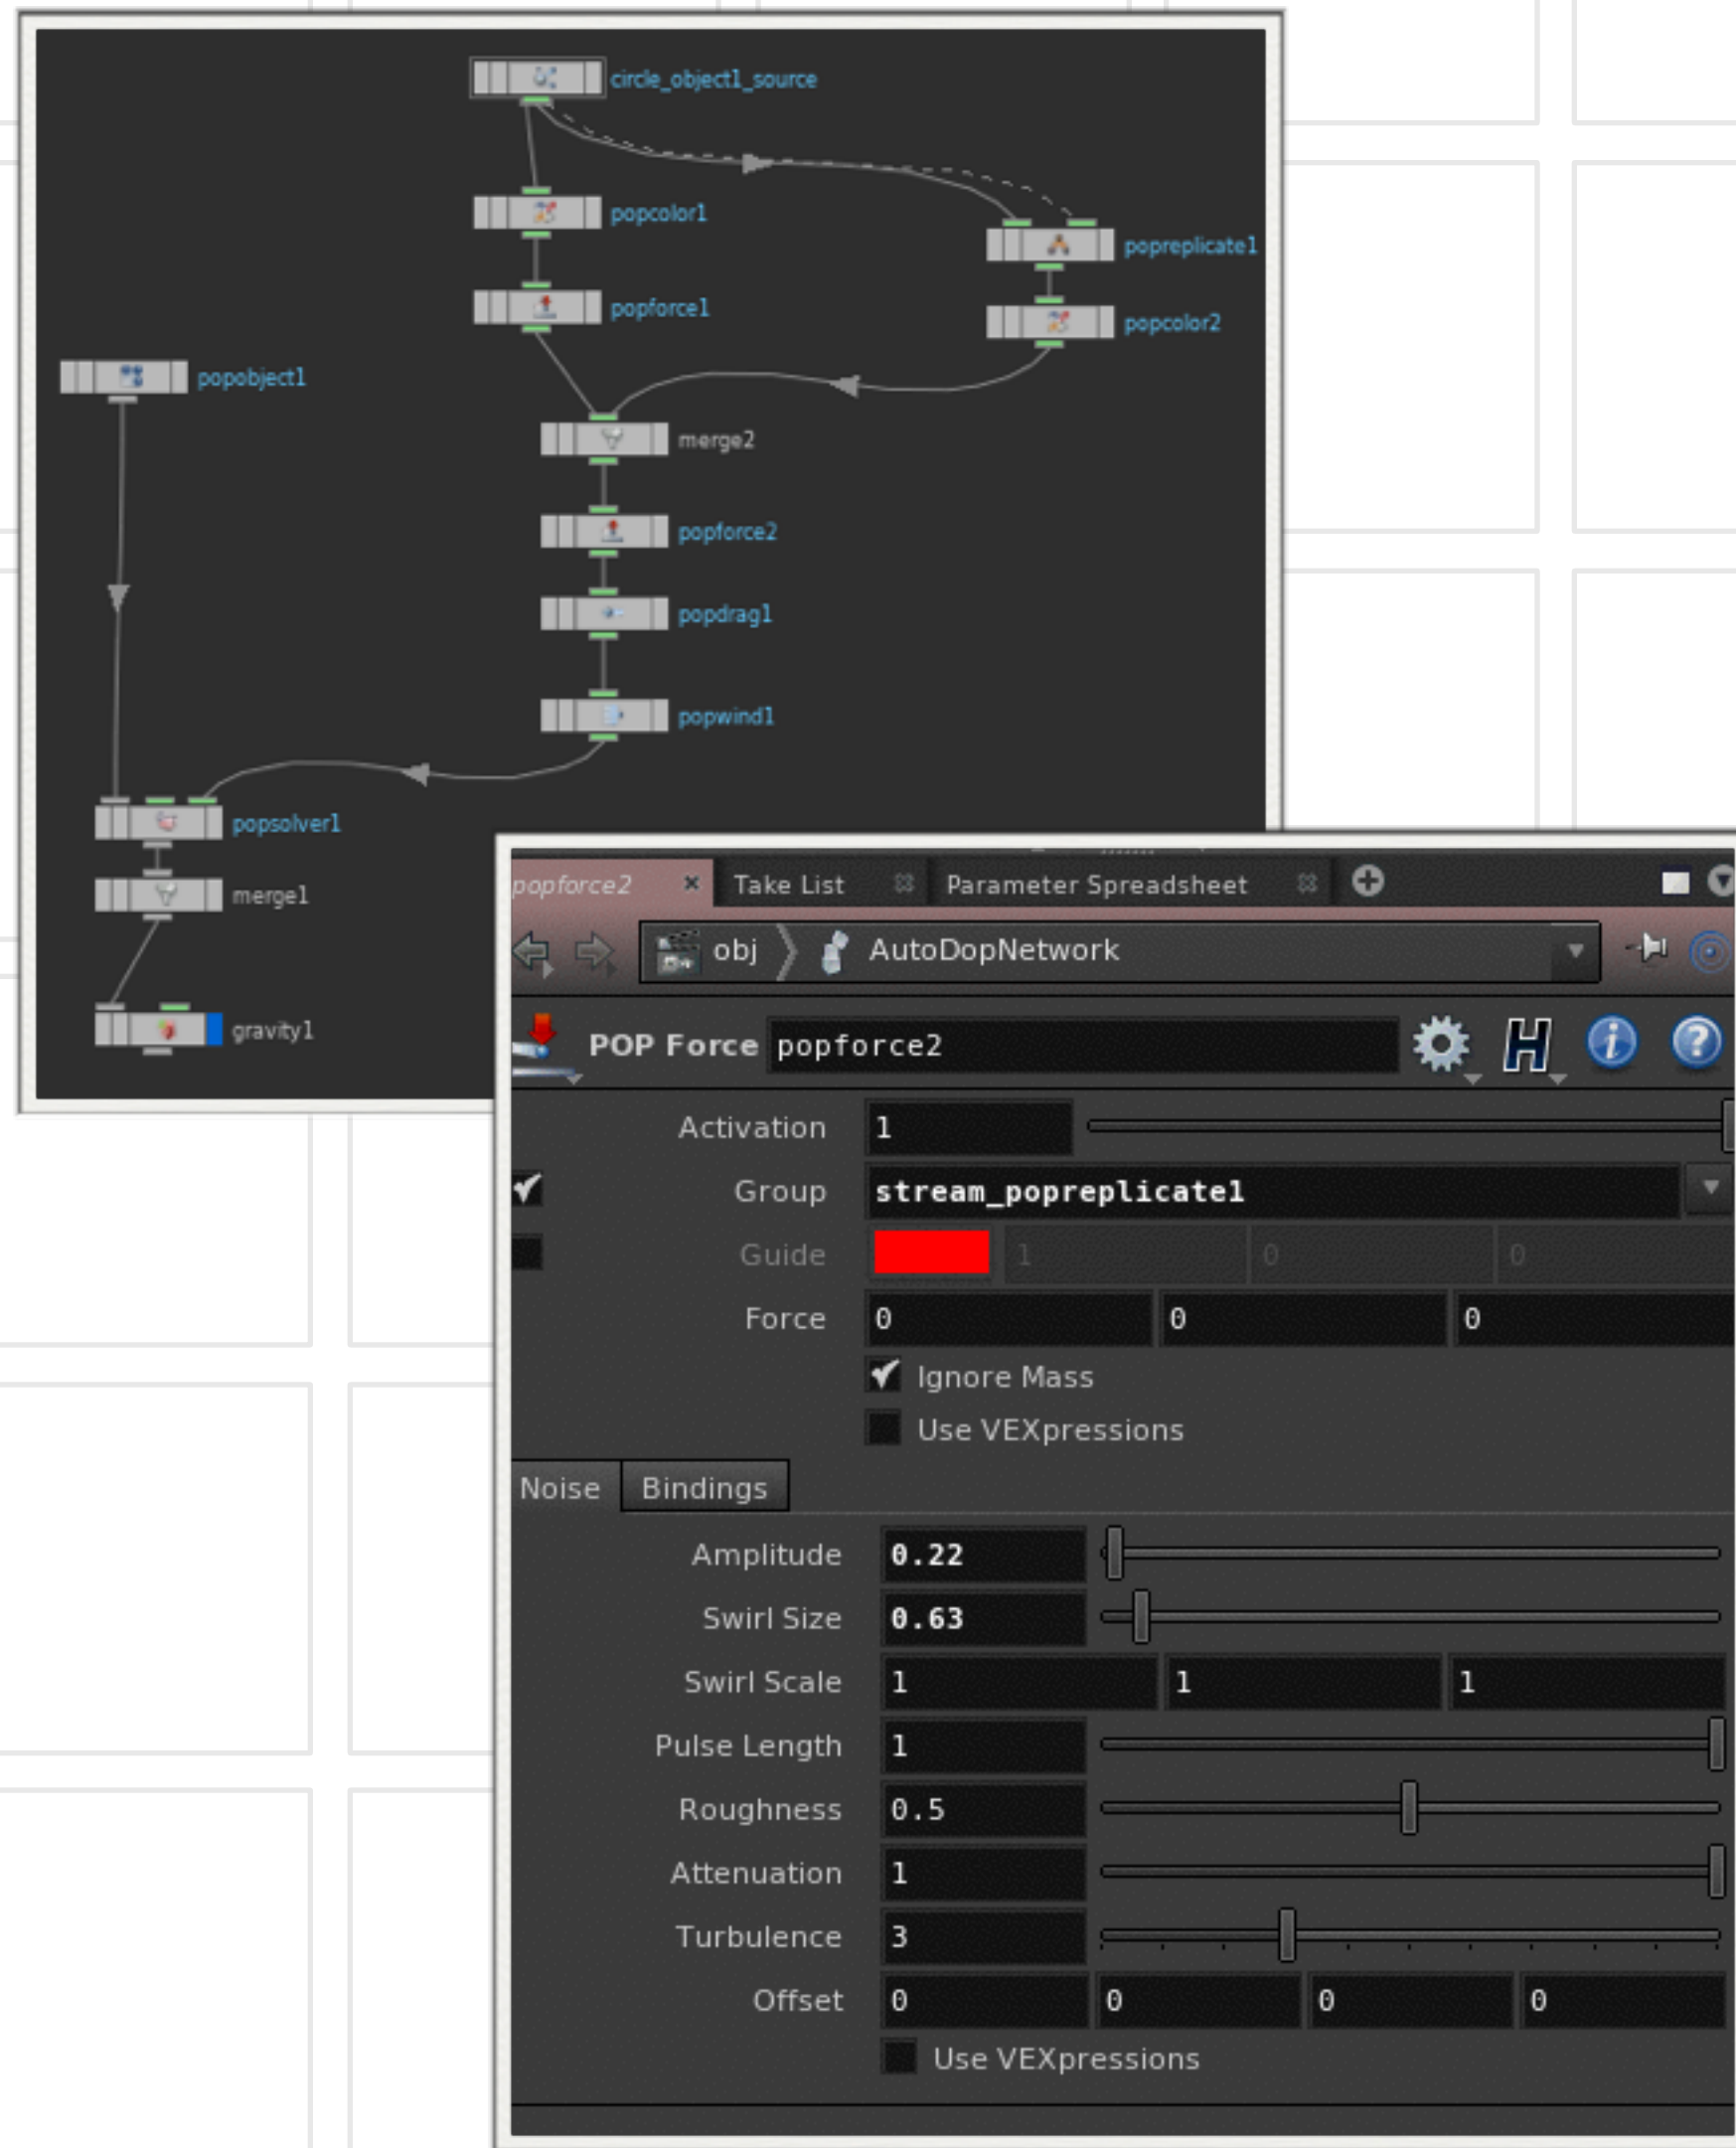 circle_object1_source
popcolor1
popreplicate1
popforce1
popcolor2
popobject1
merge2
popforce2
popdrag1
popwind1
popsolver1
merge1
gravity1
popforce2 Take List Parameter Spreadsheet
obj AutoDopNetwork
POP Force popforce2
Activation 1
Group stream_popreplicate1
Guide 1 0 0
Force 0 0 0
Ignore Mass
Use VEXpressions
Noise Bindings
Amplitude 0.22
Swirl Size 0.63
Swirl Scale 1 1 1
Pulse Length 1
Roughness 0.5
Attenuation 1
Turbulence 3
Offset 0 0 0 0
Use VEXpressions